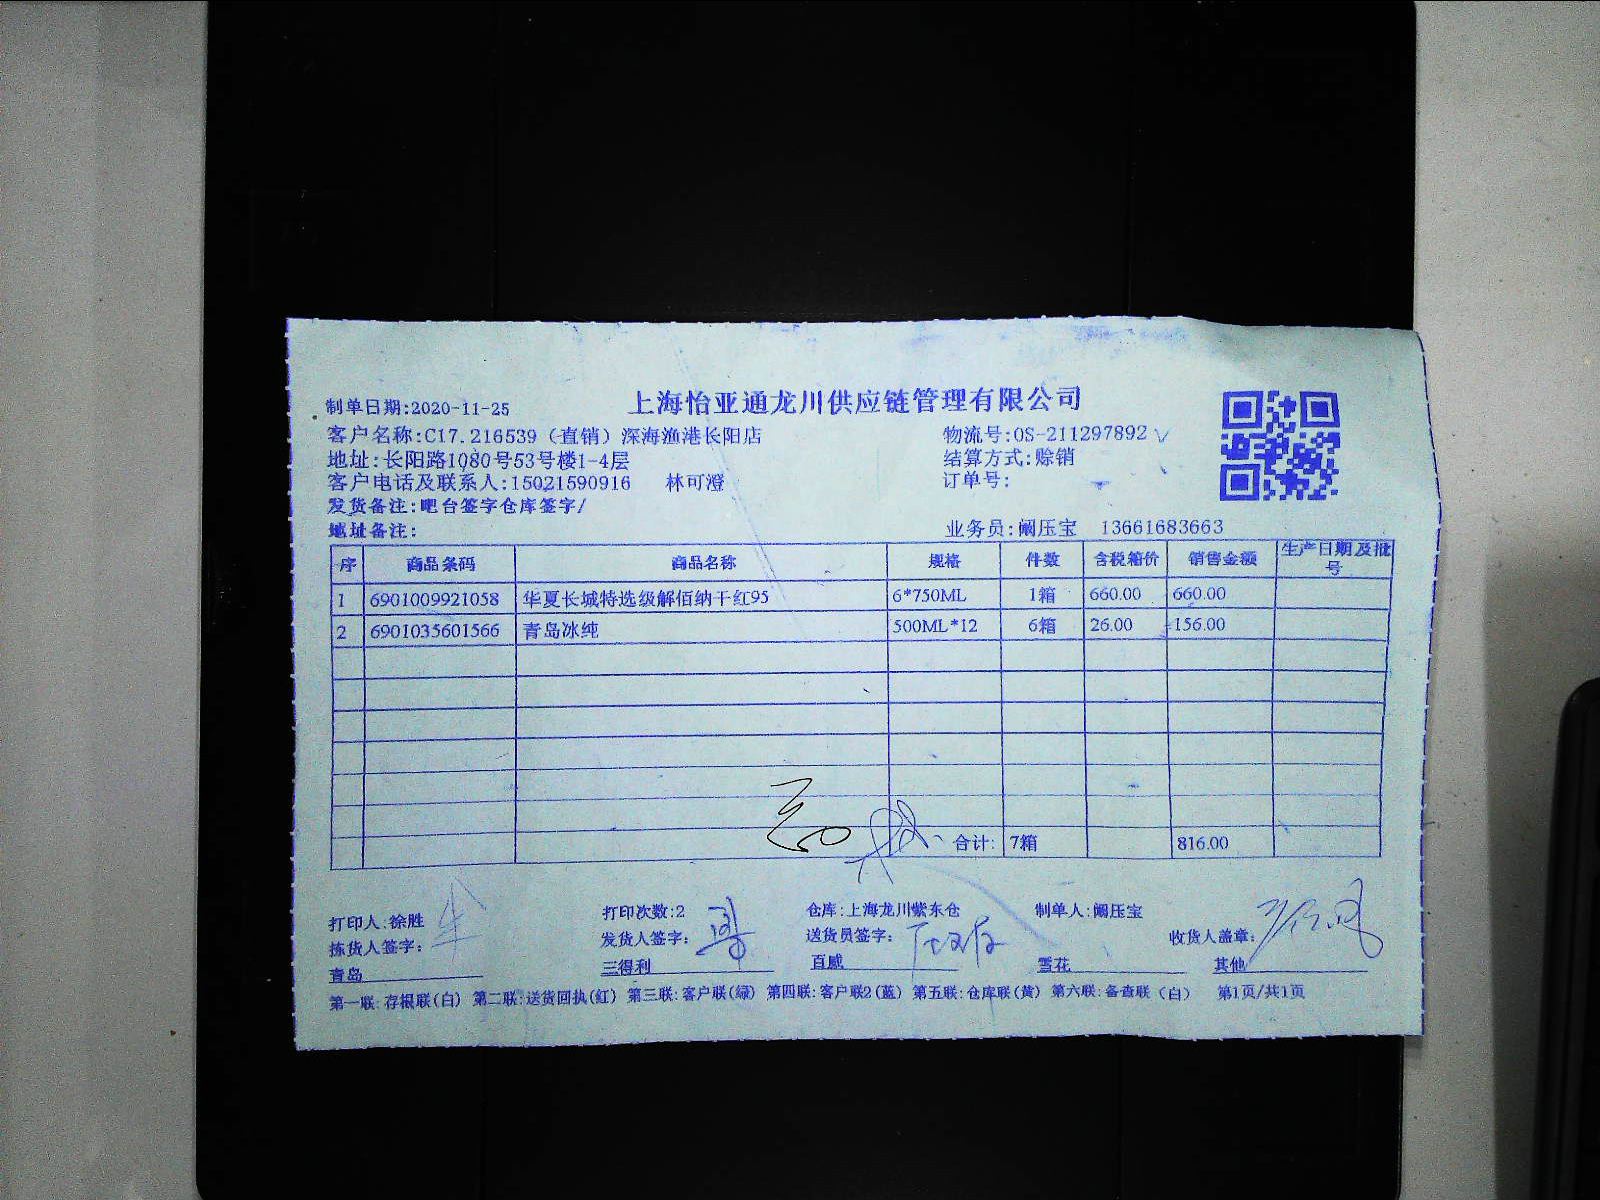 上海怡亚通龙川供应链管理有限公司
制单日期:2020-11-25
客户名称:C17.216539（直销）深海渔港长阳店 物流号:OS-211297892
地址:长阳路1080号53号楼1-4层 结算方式:赊销
客户电话及联系人:15021590916 林可澄 订单号:
发货备注:吧台签字仓库签字/
地址备注: 业务员:阚压宝 13661683663
序 商品条码 商品名称 规格 件数 含税箱价 销售金额 生产日期及批号
1 6901009921058 华夏长城特选级解佰纳干红95 6*750ML 1箱 660.00 660.00
2 6901035601566 青岛冰纯 500ML*12 6箱 26.00 156.00
合计: 7箱 816.00
打印人:徐胜 打印次数:2 仓库:上海龙川紫东仓 制单人:阚压宝
拣货人签字: 发货人签字: 送货员签字: 收货人盖章:
青岛 三得利 百威 雪花 其他
第一联:存根联(白) 第二联:送货回执(红) 第三联:客户联(绿) 第四联:客户联2(蓝) 第五联:仓库联(黄) 第六联:备查联（白） 第1页/共1页